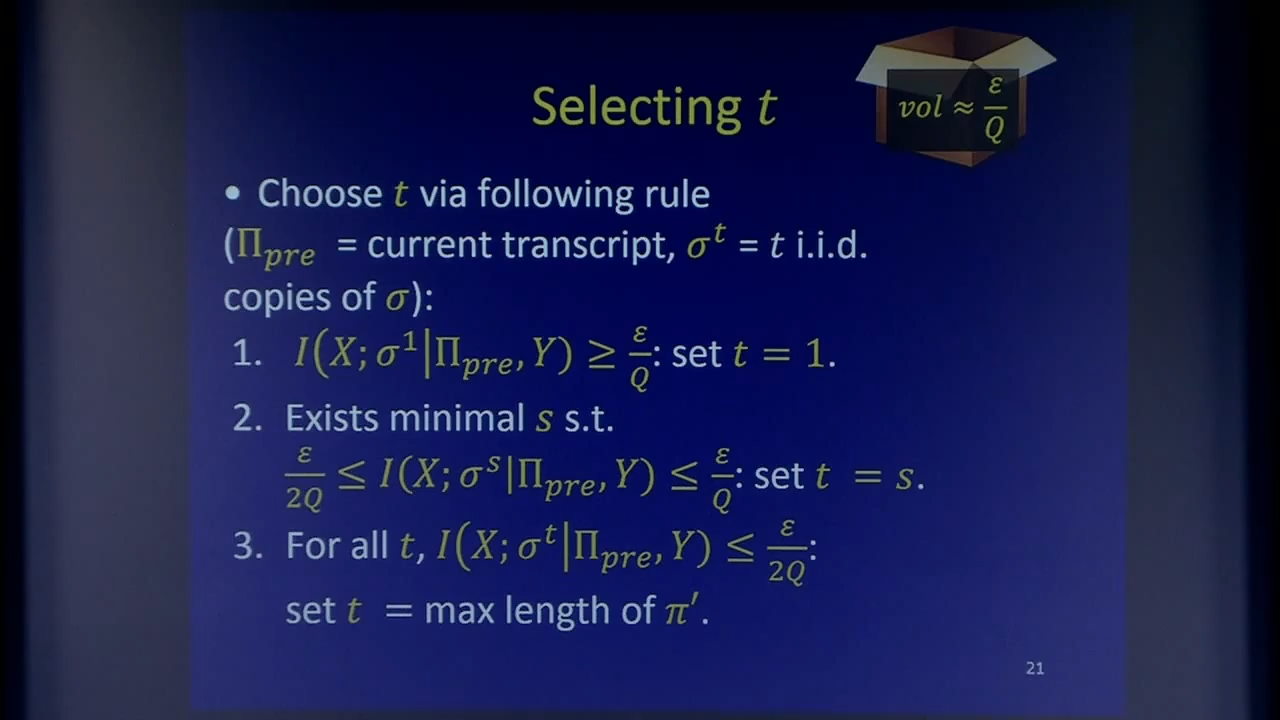 Selecting t
vol ≈ ε/Q
• Choose t via following rule
(Π_pre = current transcript, σ^t = t i.i.d.
copies of σ):
1. I(X; σ^1|Π_pre, Y) ≥ ε/Q: set t = 1.
2. Exists minimal s s.t.
ε/2Q ≤ I(X; σ^s|Π_pre, Y) ≤ ε/Q: set t = s.
3. For all t, I(X; σ^t|Π_pre, Y) ≤ ε/2Q:
set t = max length of π′.
21